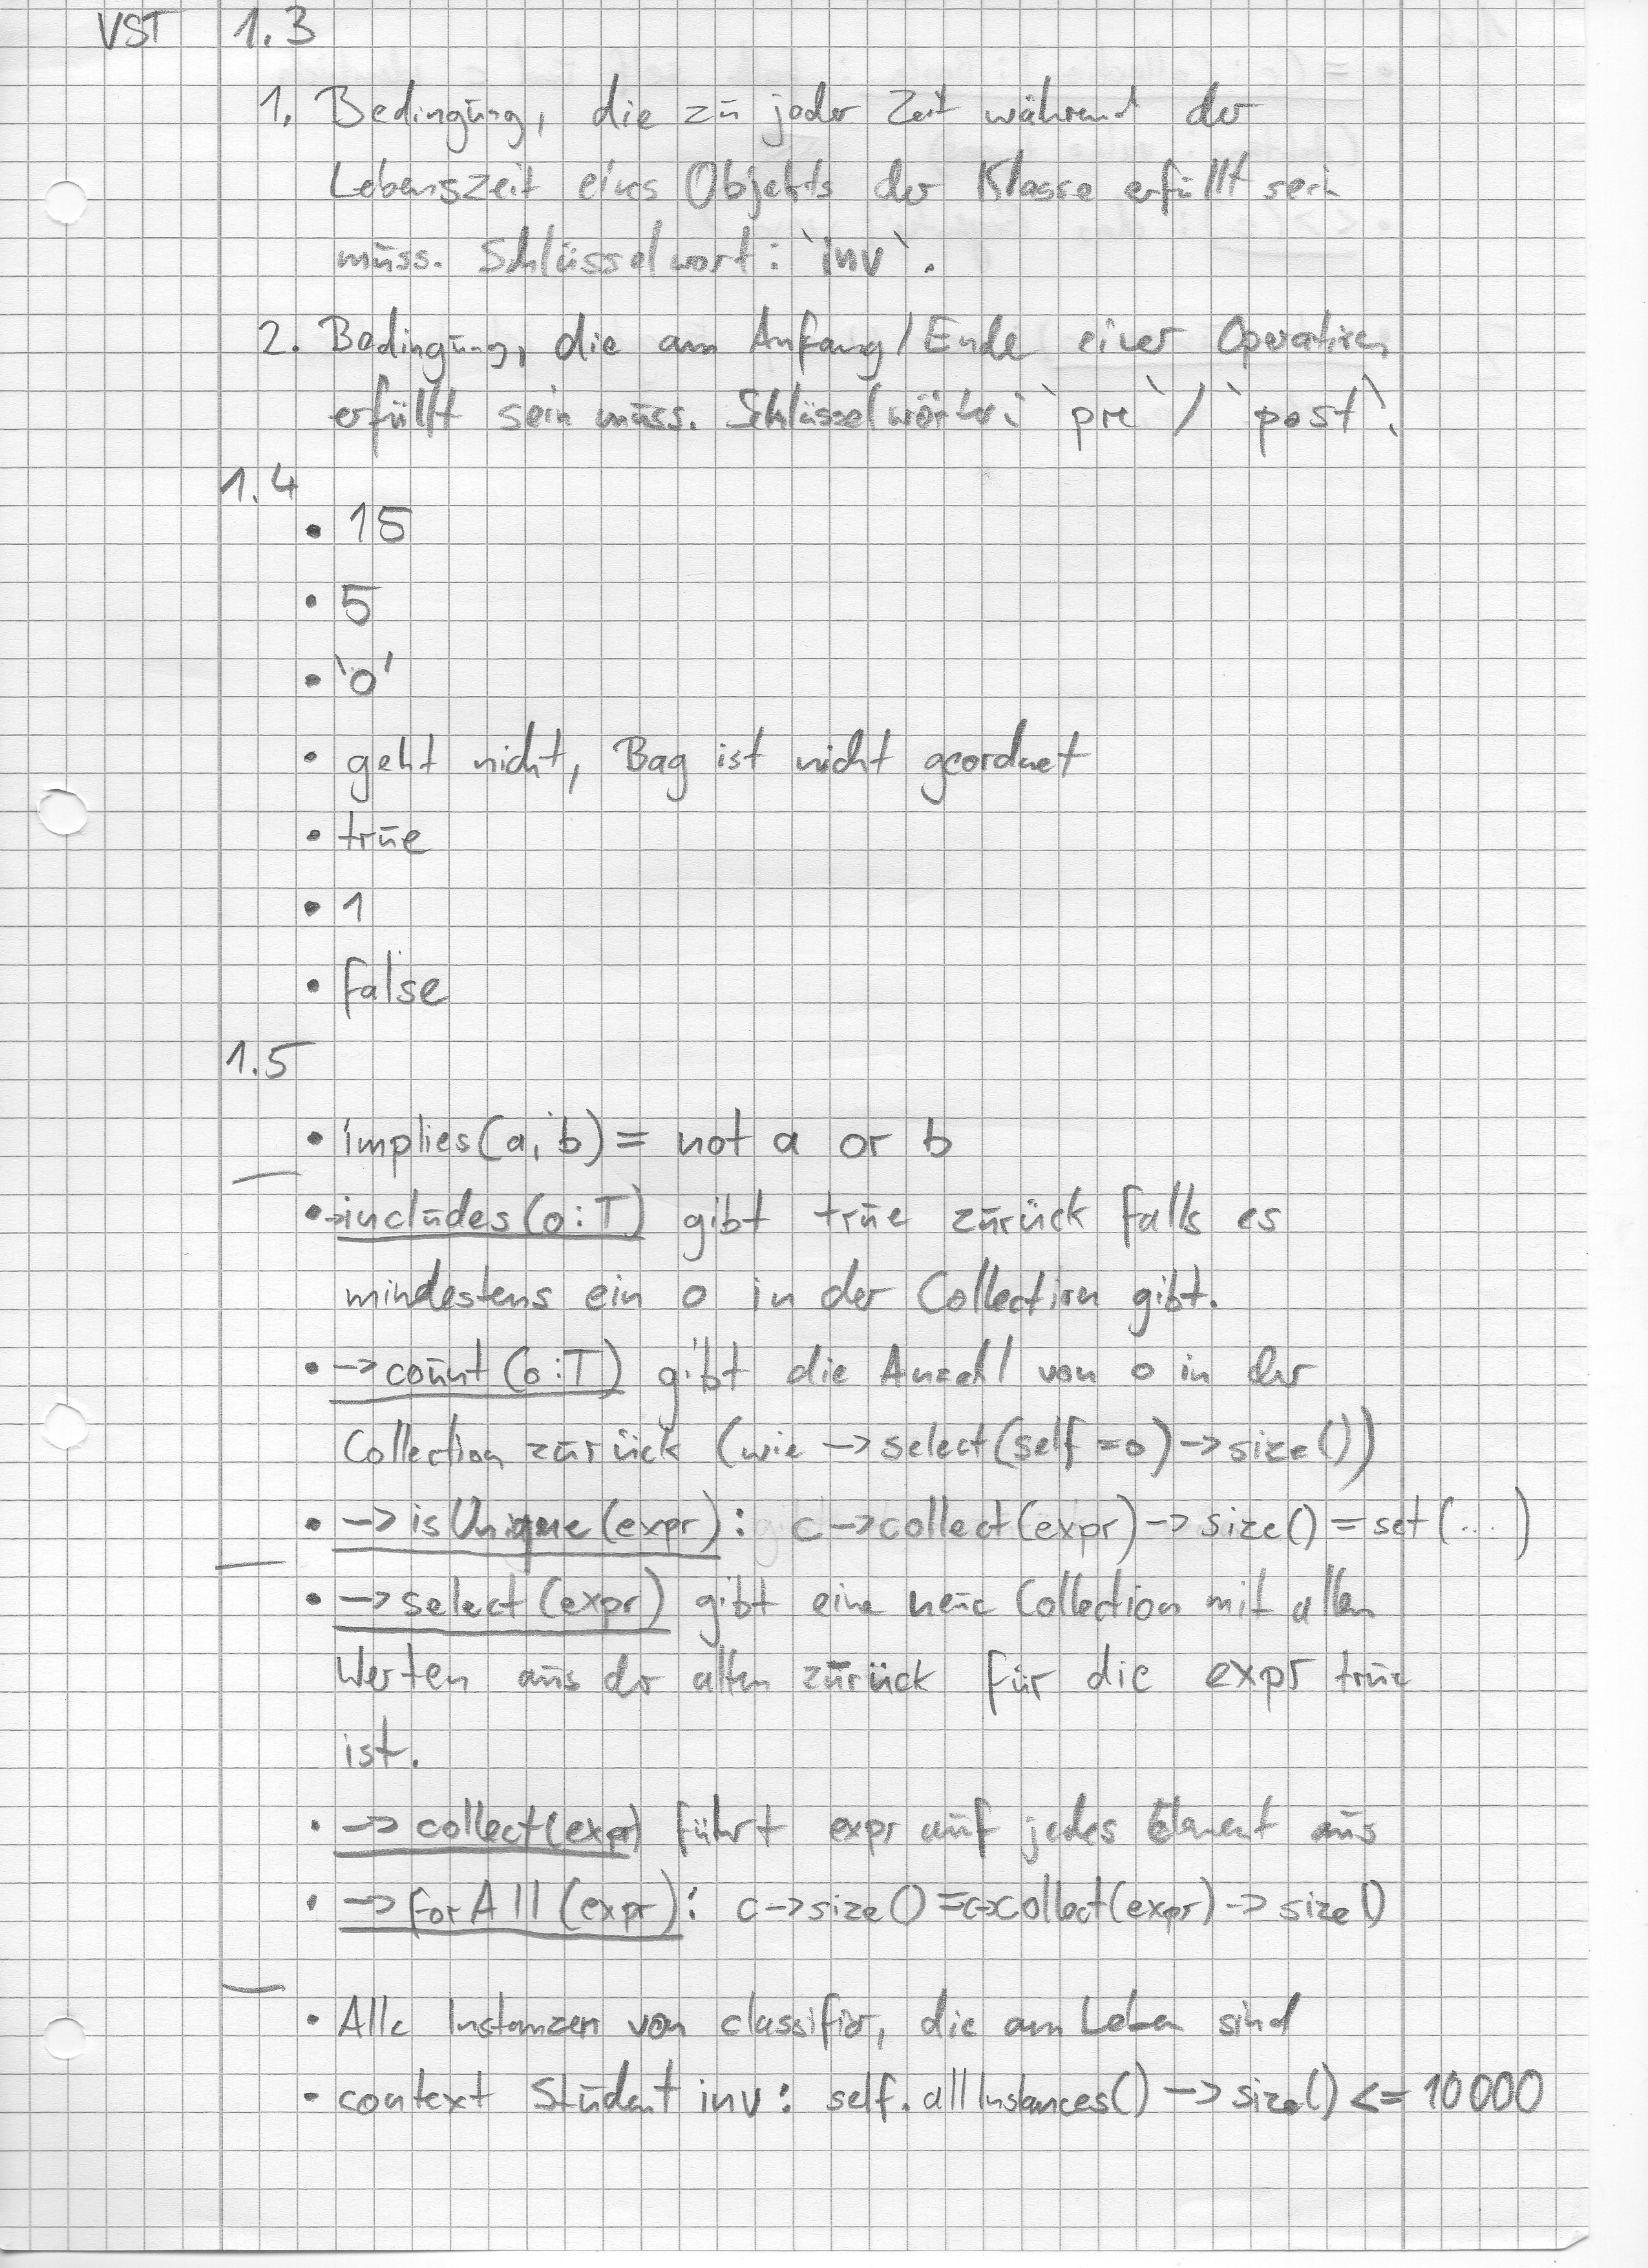 VST 1.3
1. Bedingung, die zu jeder Zeit während der
Lebenszeit eines Objekts der Klasse erfüllt sein
muss. Schlüsselwort: `inv`.
2. Bedingung, die am Anfang/Ende einer Operation
erfüllt sein muss. Schlüsselwörter: `pre` / `post`.
1.4
• 15
• 5
• 'o'
• geht nicht, Bag ist nicht geordnet
• true
• 1
• false
1.5
• implies(a, b) = not a or b
• ->includes(o:T) gibt true zurück falls es
mindestens ein o in der Collection gibt.
• ->count(o:T) gibt die Anzahl von o in der
Collection zurück (wie ->select(self=o)->size())
• ->isUnique(expr): c->collect(expr)->size() = set(...)
• ->select(expr) gibt eine neue Collection mit allen
Werten aus der alten zurück für die expr true
ist.
• ->collect(expr) führt expr auf jedes Element aus
• ->forAll(expr): c->size()=c->collect(expr)->size()
• Alle Instanzen von classifier, die am Leben sind
• context Student inv: self.allInstances()->size() <= 10000